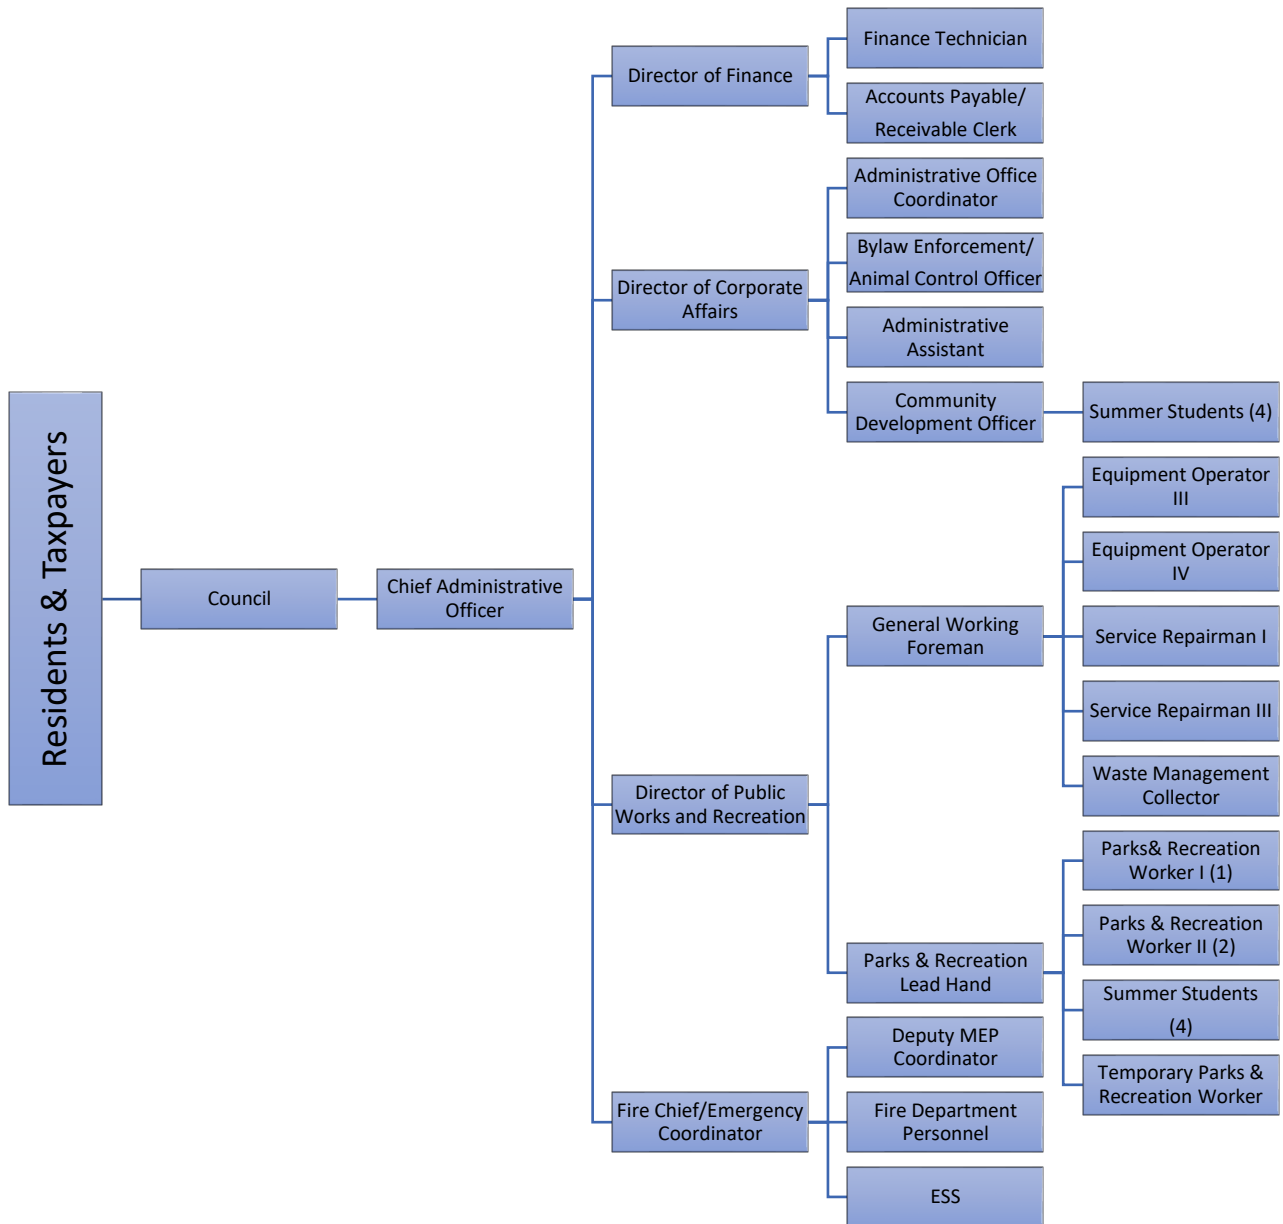 Residents & Taxpayers
Council
Chief Administrative
Officer
Director of Finance
Finance Technician
Accounts Payable/
Receivable Clerk
Director of Corporate
Affairs
Administrative Office
Coordinator
Bylaw Enforcement/
Animal Control Officer
Administrative
Assistant
Community
Development Officer
Summer Students (4)
Director of Public
Works and Recreation
General Working
Foreman
Equipment Operator
III
Equipment Operator
IV
Service Repairman I
Service Repairman III
Waste Management
Collector
Parks & Recreation
Lead Hand
Parks& Recreation
Worker I (1)
Parks & Recreation
Worker II (2)
Summer Students
(4)
Temporary Parks &
Recreation Worker
Fire Chief/Emergency
Coordinator
Deputy MEP
Coordinator
Fire Department
Personnel
ESS